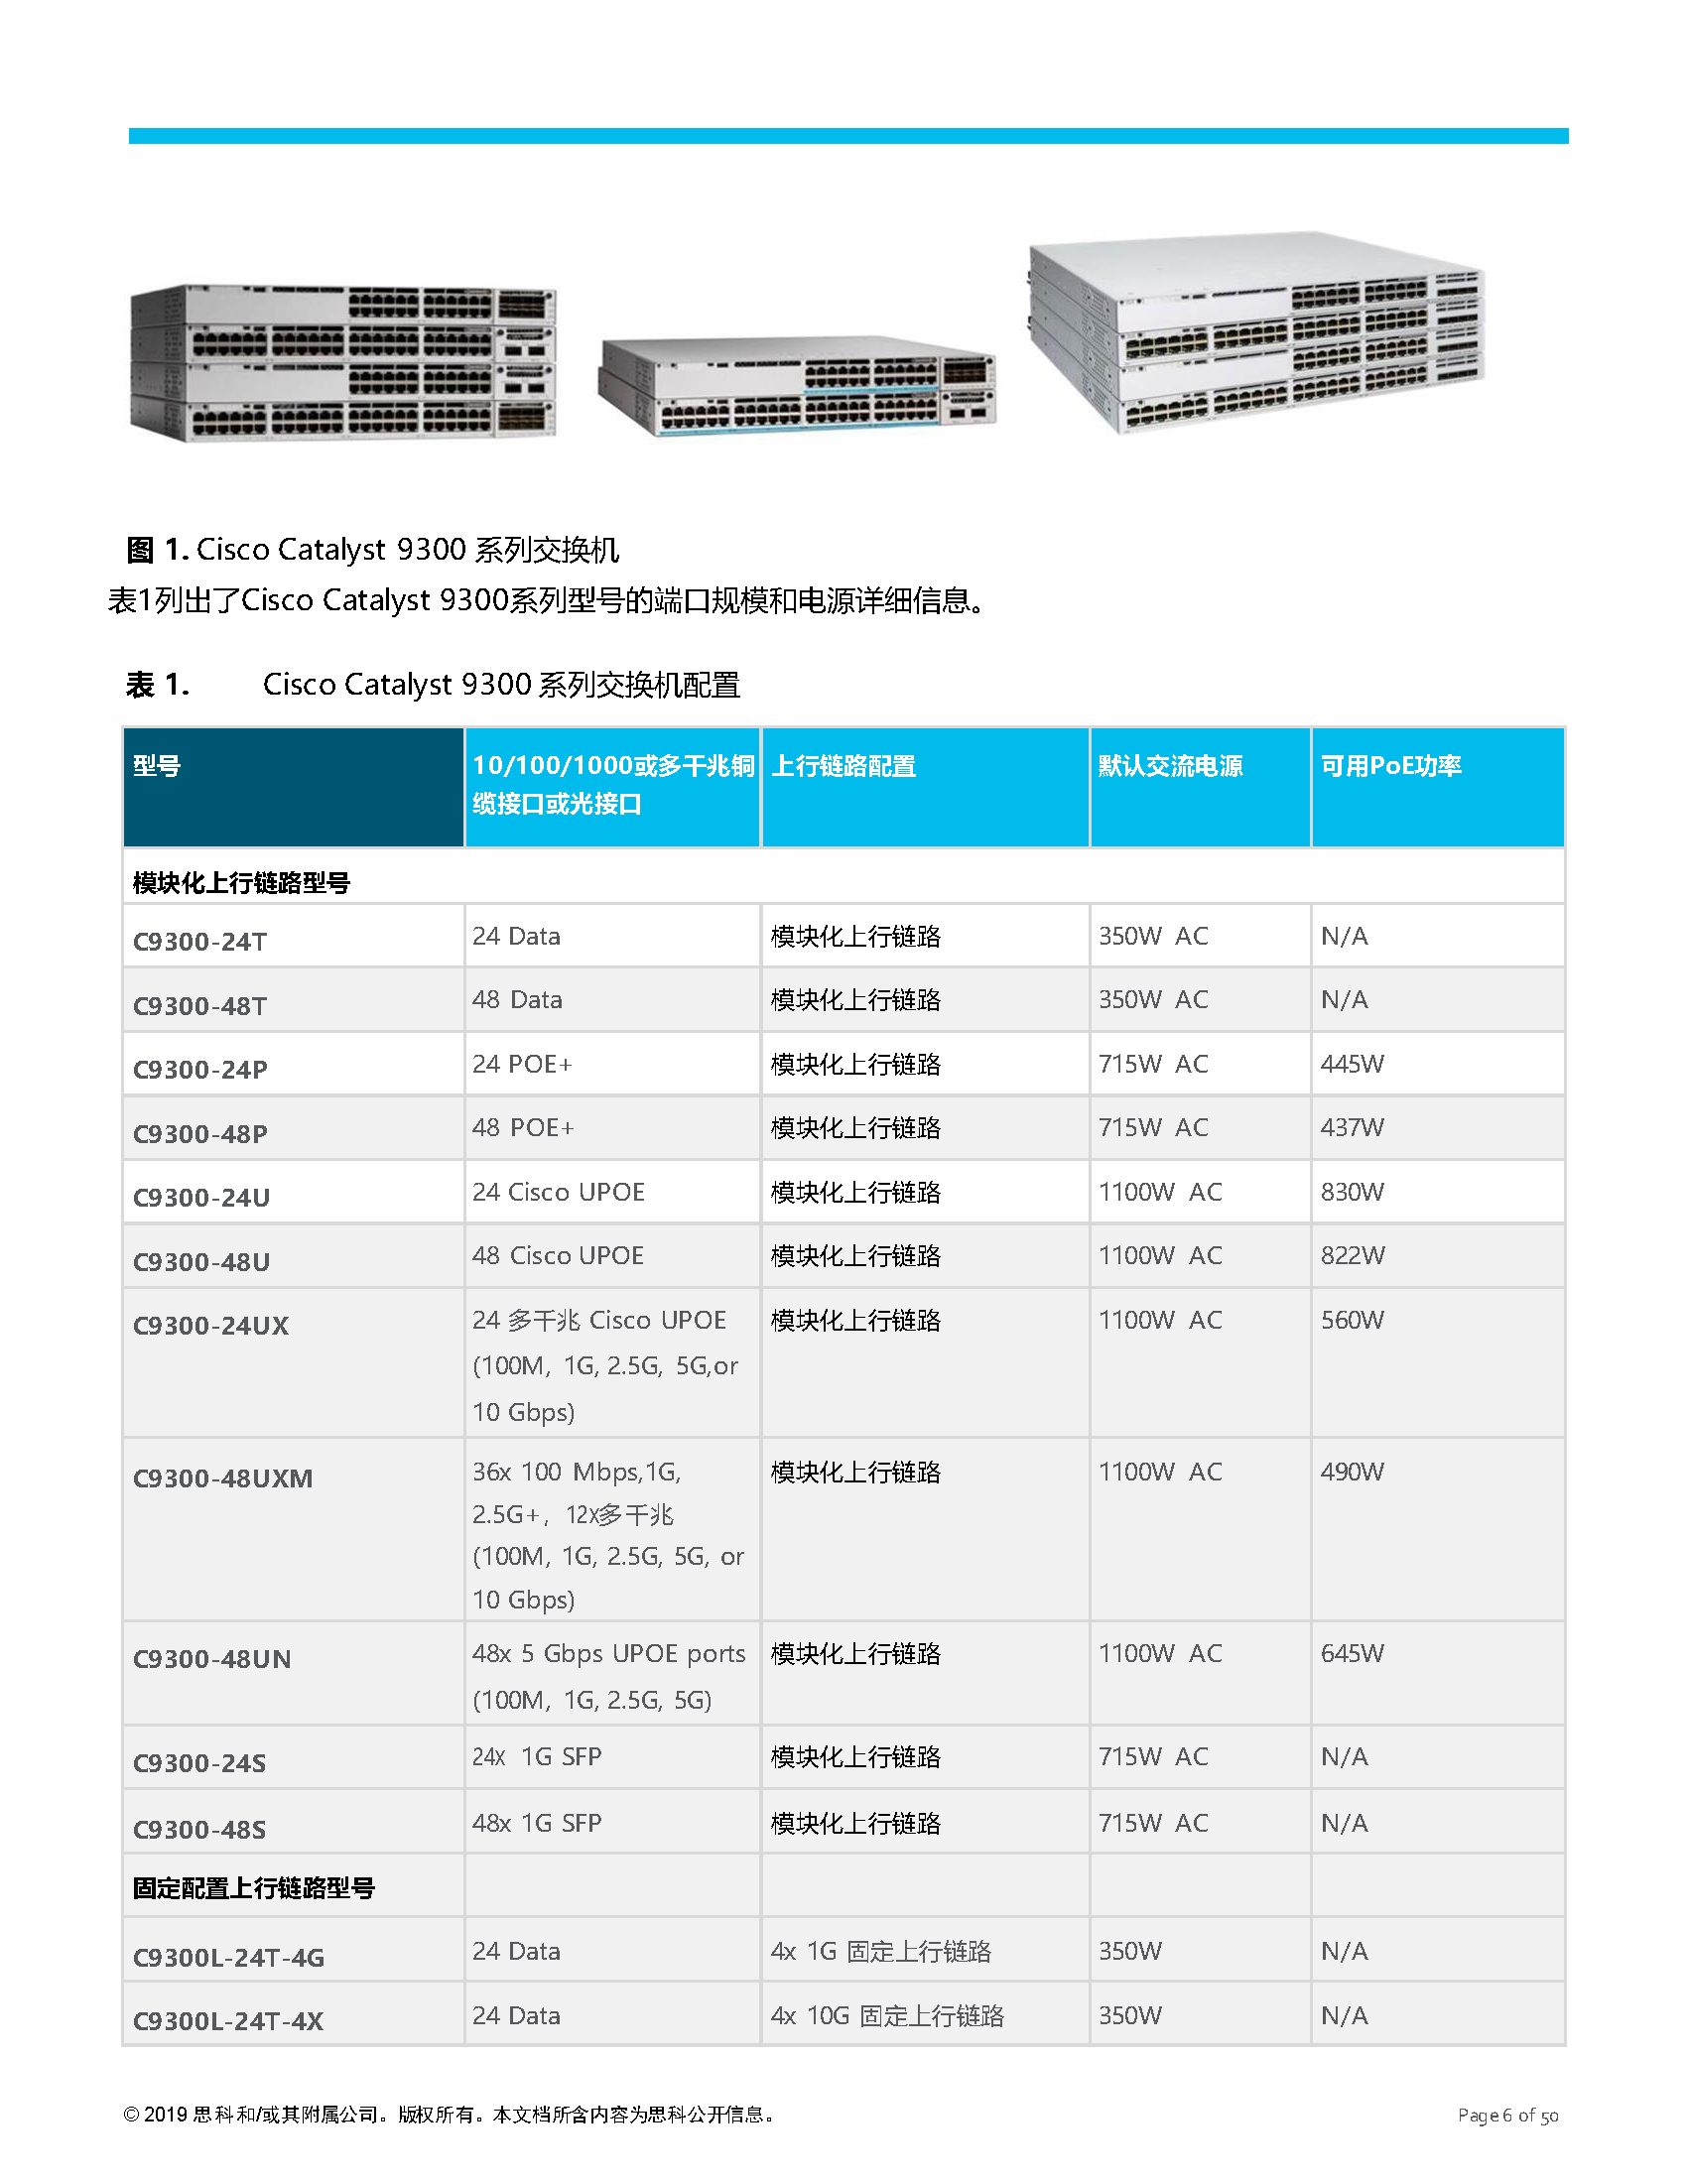 图 1. Cisco Catalyst 9300 系列交换机
表1列出了Cisco Catalyst 9300系列型号的端口规模和电源详细信息。
表 1. Cisco Catalyst 9300 系列交换机配置
型号 10/100/1000或多千兆铜 上行链路配置 默认交流电源 可用PoE功率
缆接口或光接口
模块化上行链路型号
C9300-24T 24 Data 模块化上行链路 350W AC N/A
C9300-48T 48 Data 模块化上行链路 350W AC N/A
C9300-24P 24 POE+ 模块化上行链路 715W AC 445W
C9300-48P 48 POE+ 模块化上行链路 715W AC 437W
C9300-24U 24 Cisco UPOE 模块化上行链路 1100W AC 830W
C9300-48U 48 Cisco UPOE 模块化上行链路 1100W AC 822W
C9300-24UX 24 多千兆 Cisco UPOE 模块化上行链路 1100W AC 560W
(100M, 1G, 2.5G, 5G,or
10 Gbps)
C9300-48UXM 36x 100 Mbps,1G, 模块化上行链路 1100W AC 490W
2.5G+, 12X多千兆
(100M, 1G, 2.5G, 5G, or
10 Gbps)
C9300-48UN 48x 5 Gbps UPOE ports 模块化上行链路 1100W AC 645W
(100M, 1G, 2.5G, 5G)
C9300-24S 24X 1G SFP 模块化上行链路 715W AC N/A
C9300-48S 48x 1G SFP 模块化上行链路 715W AC N/A
固定配置上行链路型号
C9300L-24T-4G 24 Data 4x 1G 固定上行链路 350W N/A
C9300L-24T-4X 24 Data 4x 10G 固定上行链路 350W N/A
© 2019 思科和/或其附属公司。版权所有。本文档所含内容为思科公开信息。 Page 6 of 50